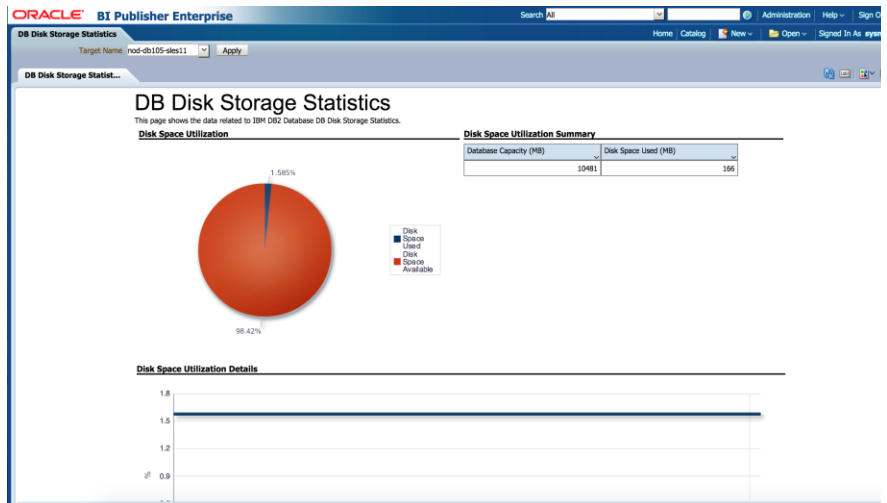 ORACLE BI Publisher Enterprise
Search All
Administration Help Sign O
DB Disk Storage Statistics
Home Catalog New Open Signed In As sysm
Target Name nod-db105-sles11 Apply
DB Disk Storage Statist...
DB Disk Storage Statistics
This page shows the data related to IBM DB2 Database DB Disk Storage Statistics.
Disk Space Utilization
1.585%
98.42%
Disk
Space
Used
Disk
Space
Available
Disk Space Utilization Summary
Database Capacity (MB) Disk Space Used (MB)
10481 166
Disk Space Utilization Details
1.8
1.5
1.2
0.9
%